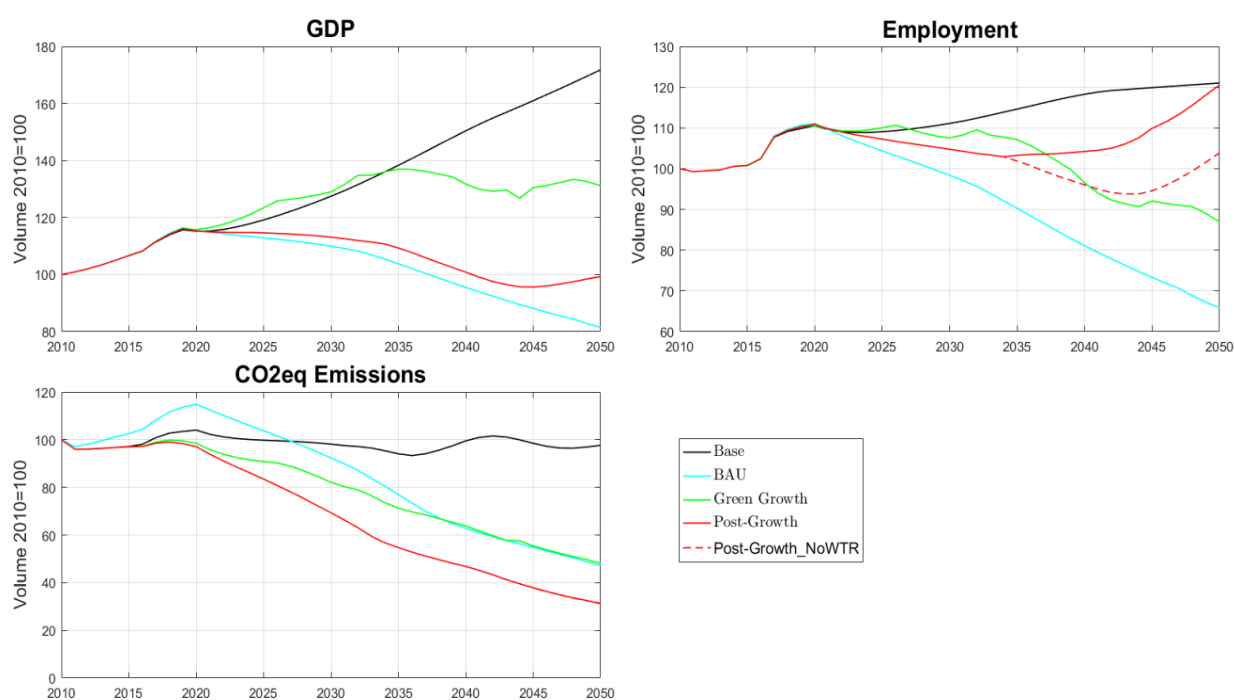 GDP
Volume 2010=100
180
160
140
120
100
80
2010 2015 2020 2025 2030 2035 2040 2045 2050
Employment
Volume 2010=100
130
120
110
100
90
80
70
60
2010 2015 2020 2025 2030 2035 2040 2045 2050
CO2eq Emissions
Volume 2010=100
120
100
80
60
40
20
0
2010 2015 2020 2025 2030 2035 2040 2045 2050
Base
BAU
Green Growth
Post-Growth
Post-Growth_NoWTR